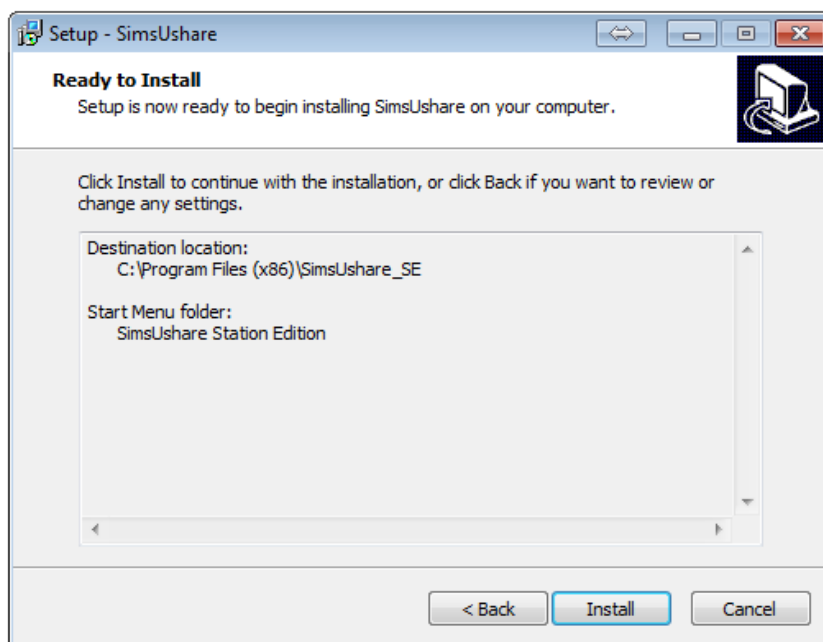 Setup - SimsUshare
Ready to Install
Setup is now ready to begin installing SimsUshare on your computer.
Click Install to continue with the installation, or click Back if you want to review or
change any settings.
Destination location:
C:\Program Files (x86)\SimsUshare_SE
Start Menu folder:
SimsUshare Station Edition
< Back
Install
Cancel